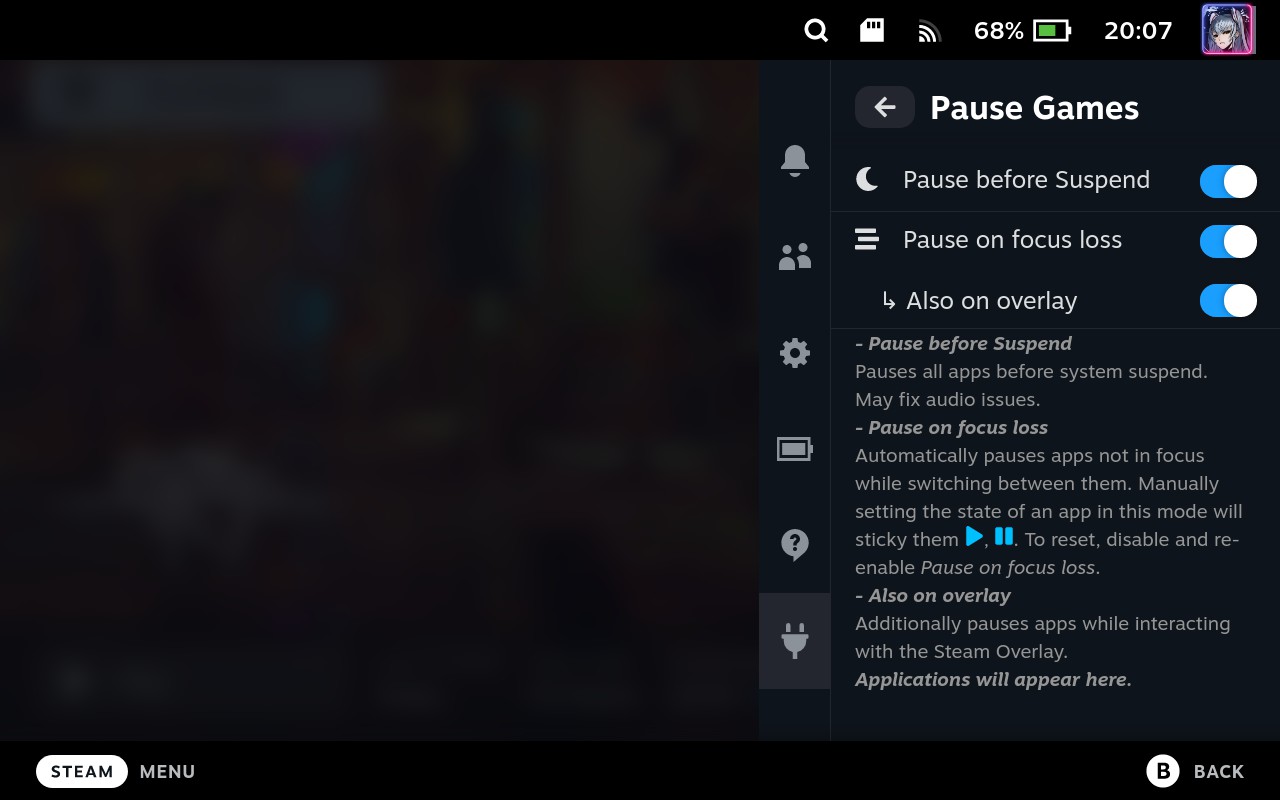 68%
20:07
Pause Games
Pause before Suspend
Pause on focus loss
↳ Also on overlay
- Pause before Suspend
Pauses all apps before system suspend.
May fix audio issues.
- Pause on focus loss
Automatically pauses apps not in focus
while switching between them. Manually
setting the state of an app in this mode will
sticky them , . To reset, disable and re-
enable Pause on focus loss.
- Also on overlay
Additionally pauses apps while interacting
with the Steam Overlay.
Applications will appear here.
STEAM MENU
B BACK